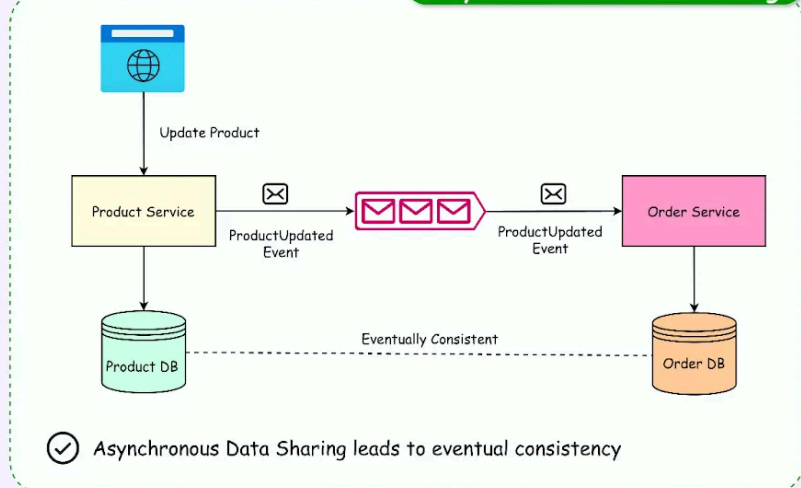 Update Product
Product Service
ProductUpdated
Event
ProductUpdated
Event
Order Service
Eventually Consistent
Product DB
Order DB
Asynchronous Data Sharing leads to eventual consistency